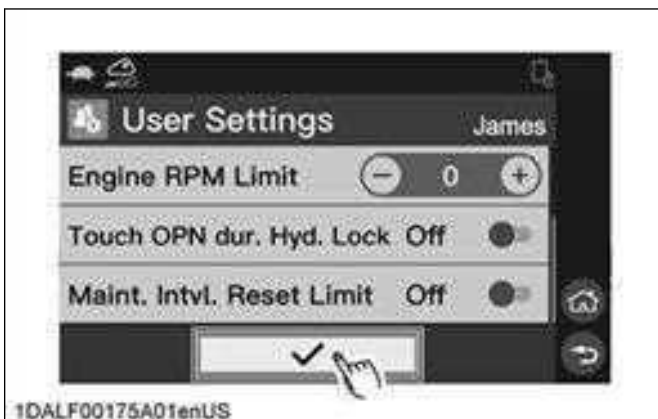 User Settings
James
Engine RPM Limit 0
Touch OPN dur. Hyd. Lock Off
Maint. Intvl. Reset Limit Off
1DALF00175A01enUS